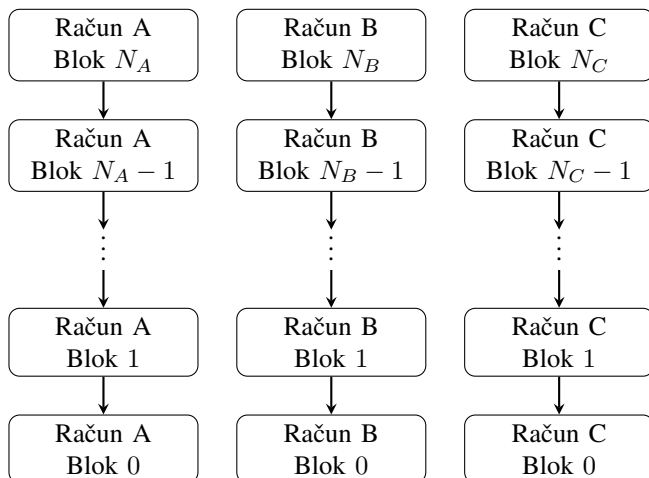 Račun A
Blok N_A
Račun B
Blok N_B
Račun C
Blok N_C
Račun A
Blok N_A − 1
Račun B
Blok N_B − 1
Račun C
Blok N_C − 1
Račun A
Blok 1
Račun B
Blok 1
Račun C
Blok 1
Račun A
Blok 0
Račun B
Blok 0
Račun C
Blok 0